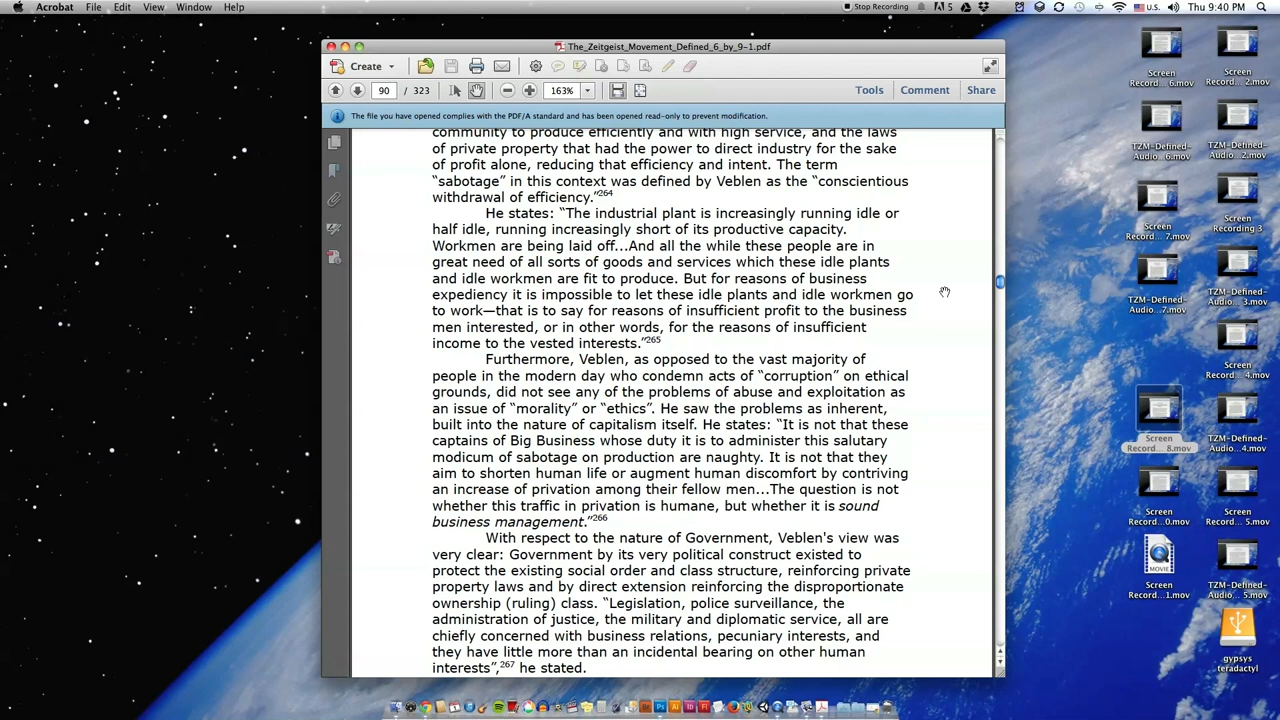 Acrobat File Edit View Window Help
Stop Recording
5
U.S.
Thu 9:40 PM
The_Zeitgeist_Movement_Defined_6_by_9-1.pdf
Create
90 / 323
163%
Tools Comment Share
The file you have opened complies with the PDF/A standard and has been opened read-only to prevent modification.
community to produce efficiently and with high service, and the laws
of private property that had the power to direct industry for the sake
of profit alone, reducing that efficiency and intent. The term
“sabotage” in this context was defined by Veblen as the “conscientious
withdrawal of efficiency.”264
He states: “The industrial plant is increasingly running idle or
half idle, running increasingly short of its productive capacity.
Workmen are being laid off...And all the while these people are in
great need of all sorts of goods and services which these idle plants
and idle workmen are fit to produce. But for reasons of business
expediency it is impossible to let these idle plants and idle workmen go
to work—that is to say for reasons of insufficient profit to the business
men interested, or in other words, for the reasons of insufficient
income to the vested interests.”265
Furthermore, Veblen, as opposed to the vast majority of
people in the modern day who condemn acts of “corruption” on ethical
grounds, did not see any of the problems of abuse and exploitation as
an issue of “morality” or “ethics”. He saw the problems as inherent,
built into the nature of capitalism itself. He states: “It is not that these
captains of Big Business whose duty it is to administer this salutary
modicum of sabotage on production are naughty. It is not that they
aim to shorten human life or augment human discomfort by contriving
an increase of privation among their fellow men...The question is not
whether this traffic in privation is humane, but whether it is sound
business management.”266
With respect to the nature of Government, Veblen's view was
very clear: Government by its very political construct existed to
protect the existing social order and class structure, reinforcing private
property laws and by direct extension reinforcing the disproportionate
ownership (ruling) class. “Legislation, police surveillance, the
administration of justice, the military and diplomatic service, all are
chiefly concerned with business relations, pecuniary interests, and
they have little more than an incidental bearing on other human
interests”,267 he stated.
Screen
Record... 6.mov
Screen
Record... 2.mov
TZM-Defined-
Audio... 6.mov
TZM-Defined-
Audio... 2.mov
Screen
Record... 7.mov
Screen
Recording 3
TZM-Defined-
Audio... 7.mov
TZM-Defined-
Audio... 3.mov
Screen
Record... 4.mov
Screen
Record... 8.mov
TZM-Defined-
Audio... 4.mov
Screen
Record...0.mov
Screen
Record... 5.mov
MOVIE
Screen
Record...1.mov
TZM-Defined-
Audio... 5.mov
gypsys
teradactyl